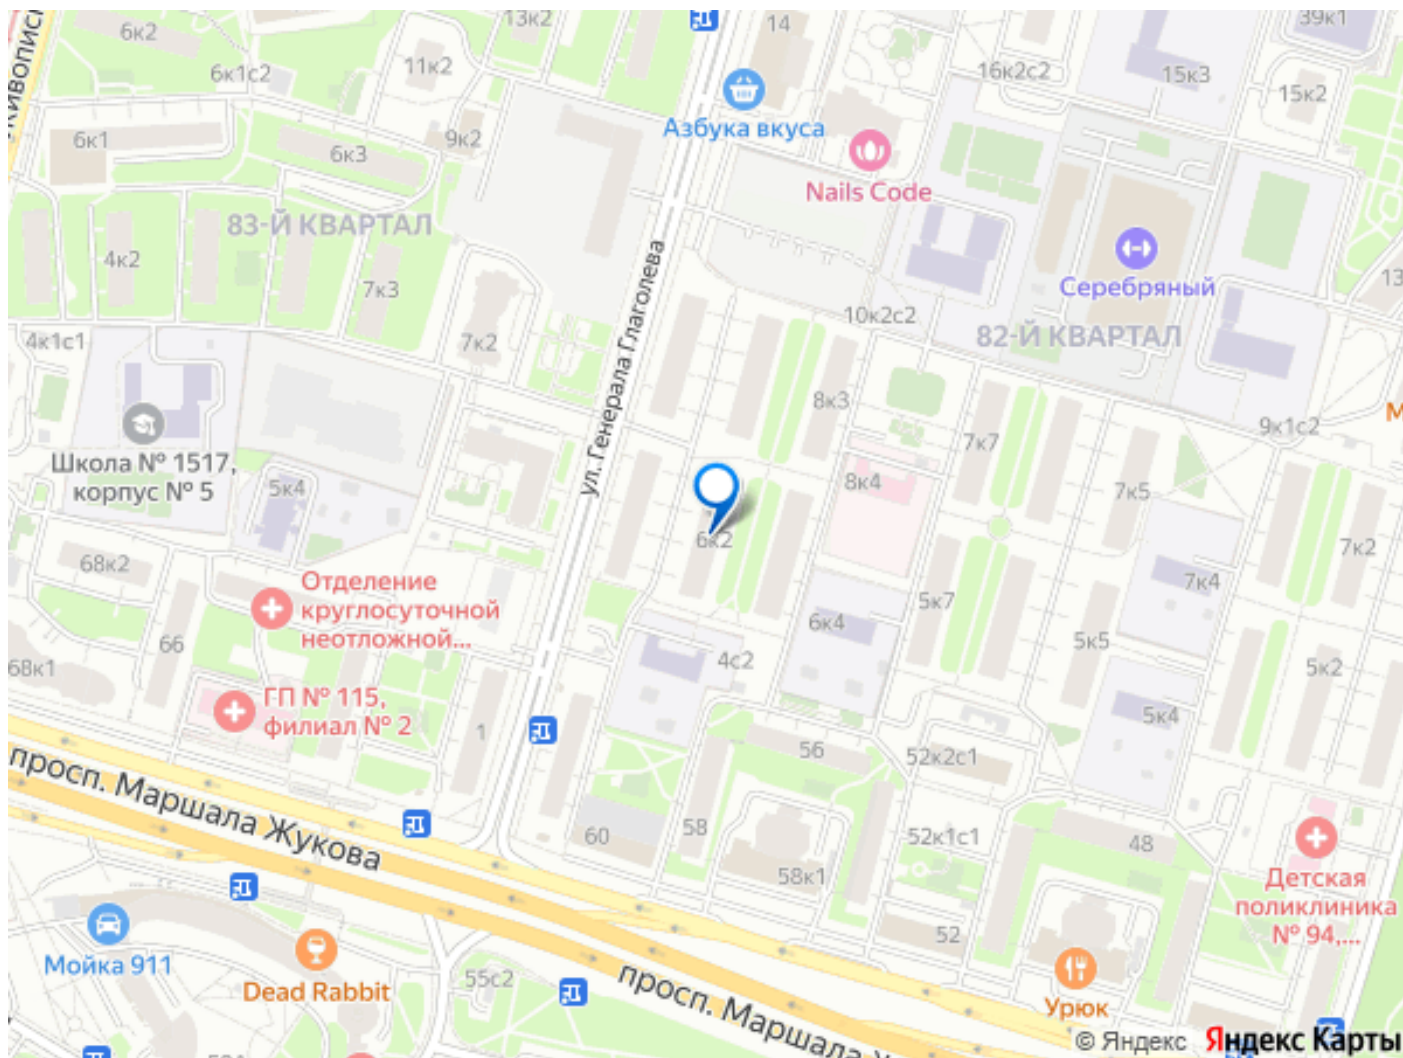 6к2
13к2
14
39к1
11к2
6к1с2
16к2с2
15к3
15к2
Азбука вкуса
6к1
6к3
9к2
Nails Code
83-Й КВАРТАЛ
4к2
7к3
ул. Генерала Глаголева
Серебряный
10к2с2
82-Й КВАРТАЛ
4к1с1
7к2
8к3
7к7
9к1с2
Школа № 1517,
корпус № 5
5к4
8к4
7к5
6к2
7к2
68к2
Отделение
круглосуточной
неотложной...
7к4
5к7
6к4
5к5
66
4с2
5к2
68к1
ГП № 115,
филиал № 2
1
5к4
56
52к2с1
просп. Маршала Жукова
60
58
52к1с1
48
58к1
Детская
поликлиника
№ 94,...
52
Мойка 911
Dead Rabbit
55с2
просп. Маршала
Урюк
© Яндекс
Яндекс Карты